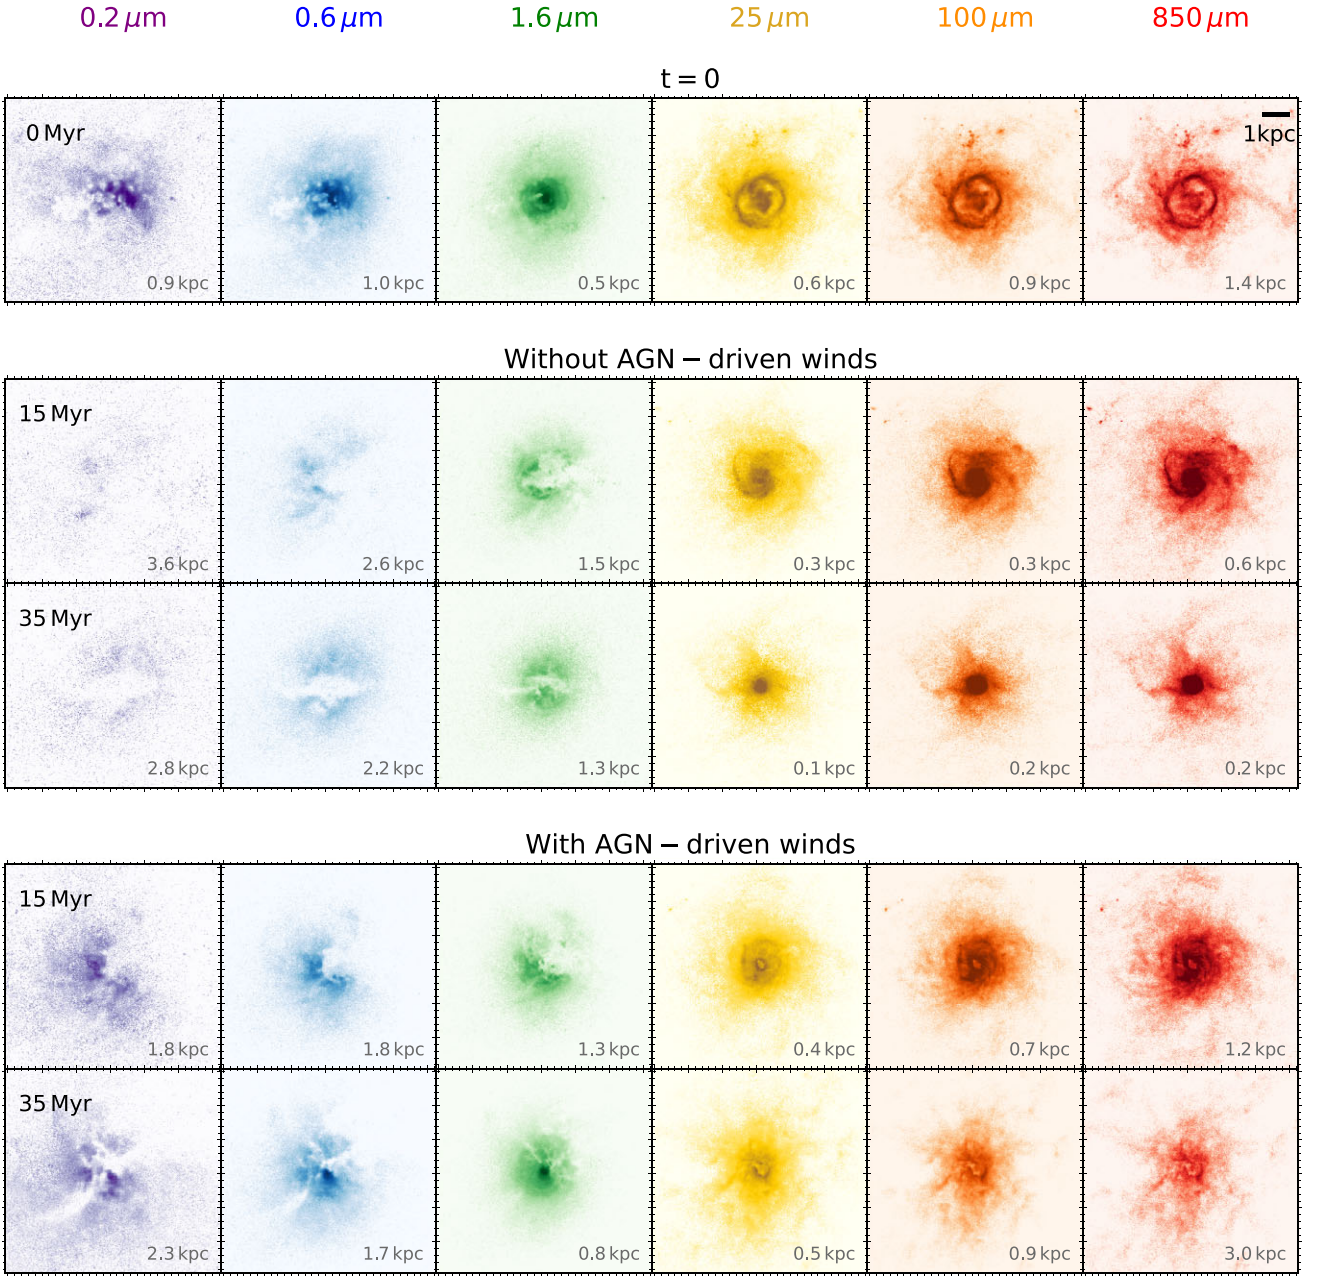 0.2 μm 0.6 μm 1.6 μm 25 μm 100 μm 850 μm
t = 0
0 Myr 1kpc
0.9 kpc 1.0 kpc 0.5 kpc 0.6 kpc 0.9 kpc 1.4 kpc
Without AGN − driven winds
15 Myr
3.6 kpc 2.6 kpc 1.5 kpc 0.3 kpc 0.3 kpc 0.6 kpc
35 Myr
2.8 kpc 2.2 kpc 1.3 kpc 0.1 kpc 0.2 kpc 0.2 kpc
With AGN − driven winds
15 Myr
1.8 kpc 1.8 kpc 1.3 kpc 0.4 kpc 0.7 kpc 1.2 kpc
35 Myr
2.3 kpc 1.7 kpc 0.8 kpc 0.5 kpc 0.9 kpc 3.0 kpc